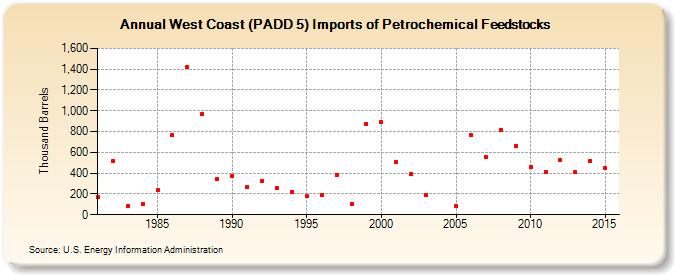 Annual West Coast (PADD 5) Imports of Petrochemical Feedstocks
Thousand Barrels
1,600
1,400
1,200
1,000
800
600
400
200
0
1985 1990 1995 2000 2005 2010 2015
Source: U.S. Energy Information Administration